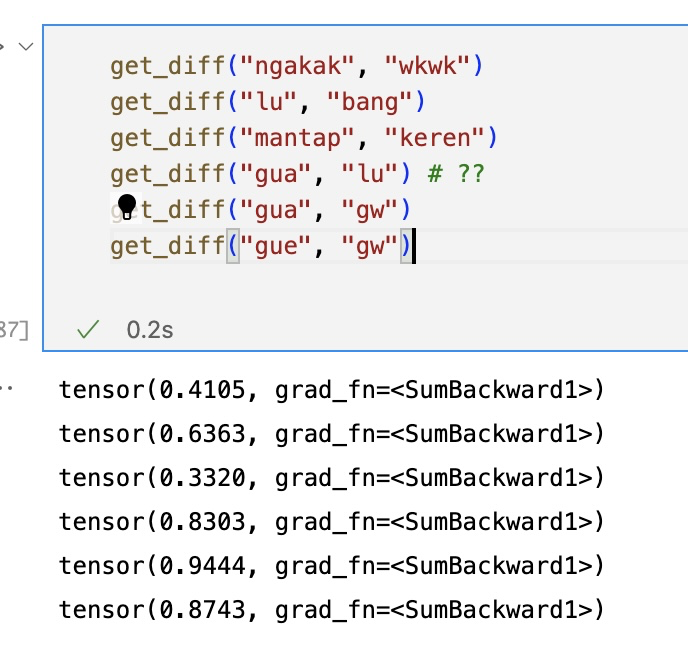 get_diff("ngakak", "wkwk")
get_diff("lu", "bang")
get_diff("mantap", "keren")
get_diff("gua", "lu") # ??
get_diff("gua", "gw")
get_diff("gue", "gw")
87]
0.2s
tensor(0.4105, grad_fn=<SumBackward1>)
tensor(0.6363, grad_fn=<SumBackward1>)
tensor(0.3320, grad_fn=<SumBackward1>)
tensor(0.8303, grad_fn=<SumBackward1>)
tensor(0.9444, grad_fn=<SumBackward1>)
tensor(0.8743, grad_fn=<SumBackward1>)